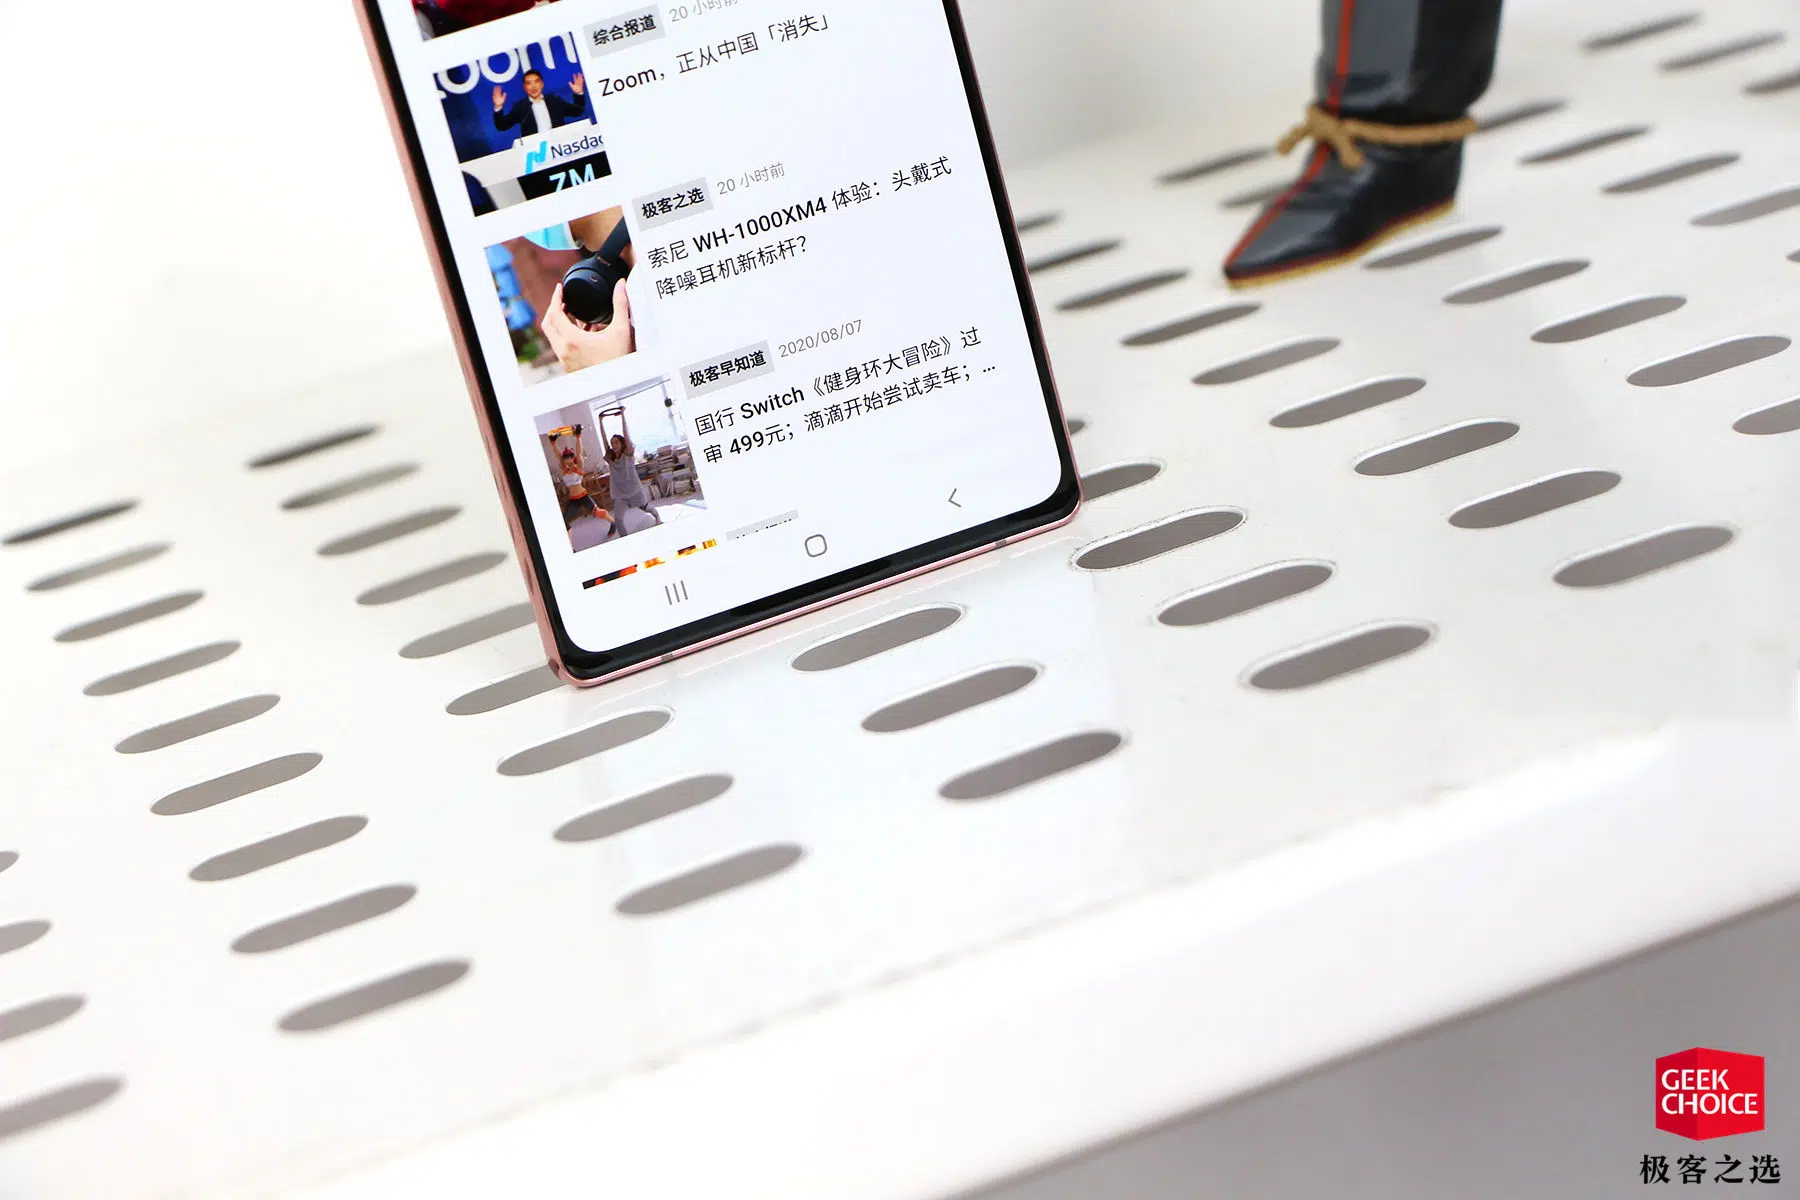 综合报道 20 小时前
Zoom，正从中国「消失」
Nasdaq
ZM
极客之选 20 小时前
索尼 WH-1000XM4 体验：头戴式
降噪耳机新标杆？
极客早知道 2020/08/07
国行 Switch《健身环大冒险》过
审 499元；滴滴开始尝试卖车；...
GEEK
CHOICE
极客之选